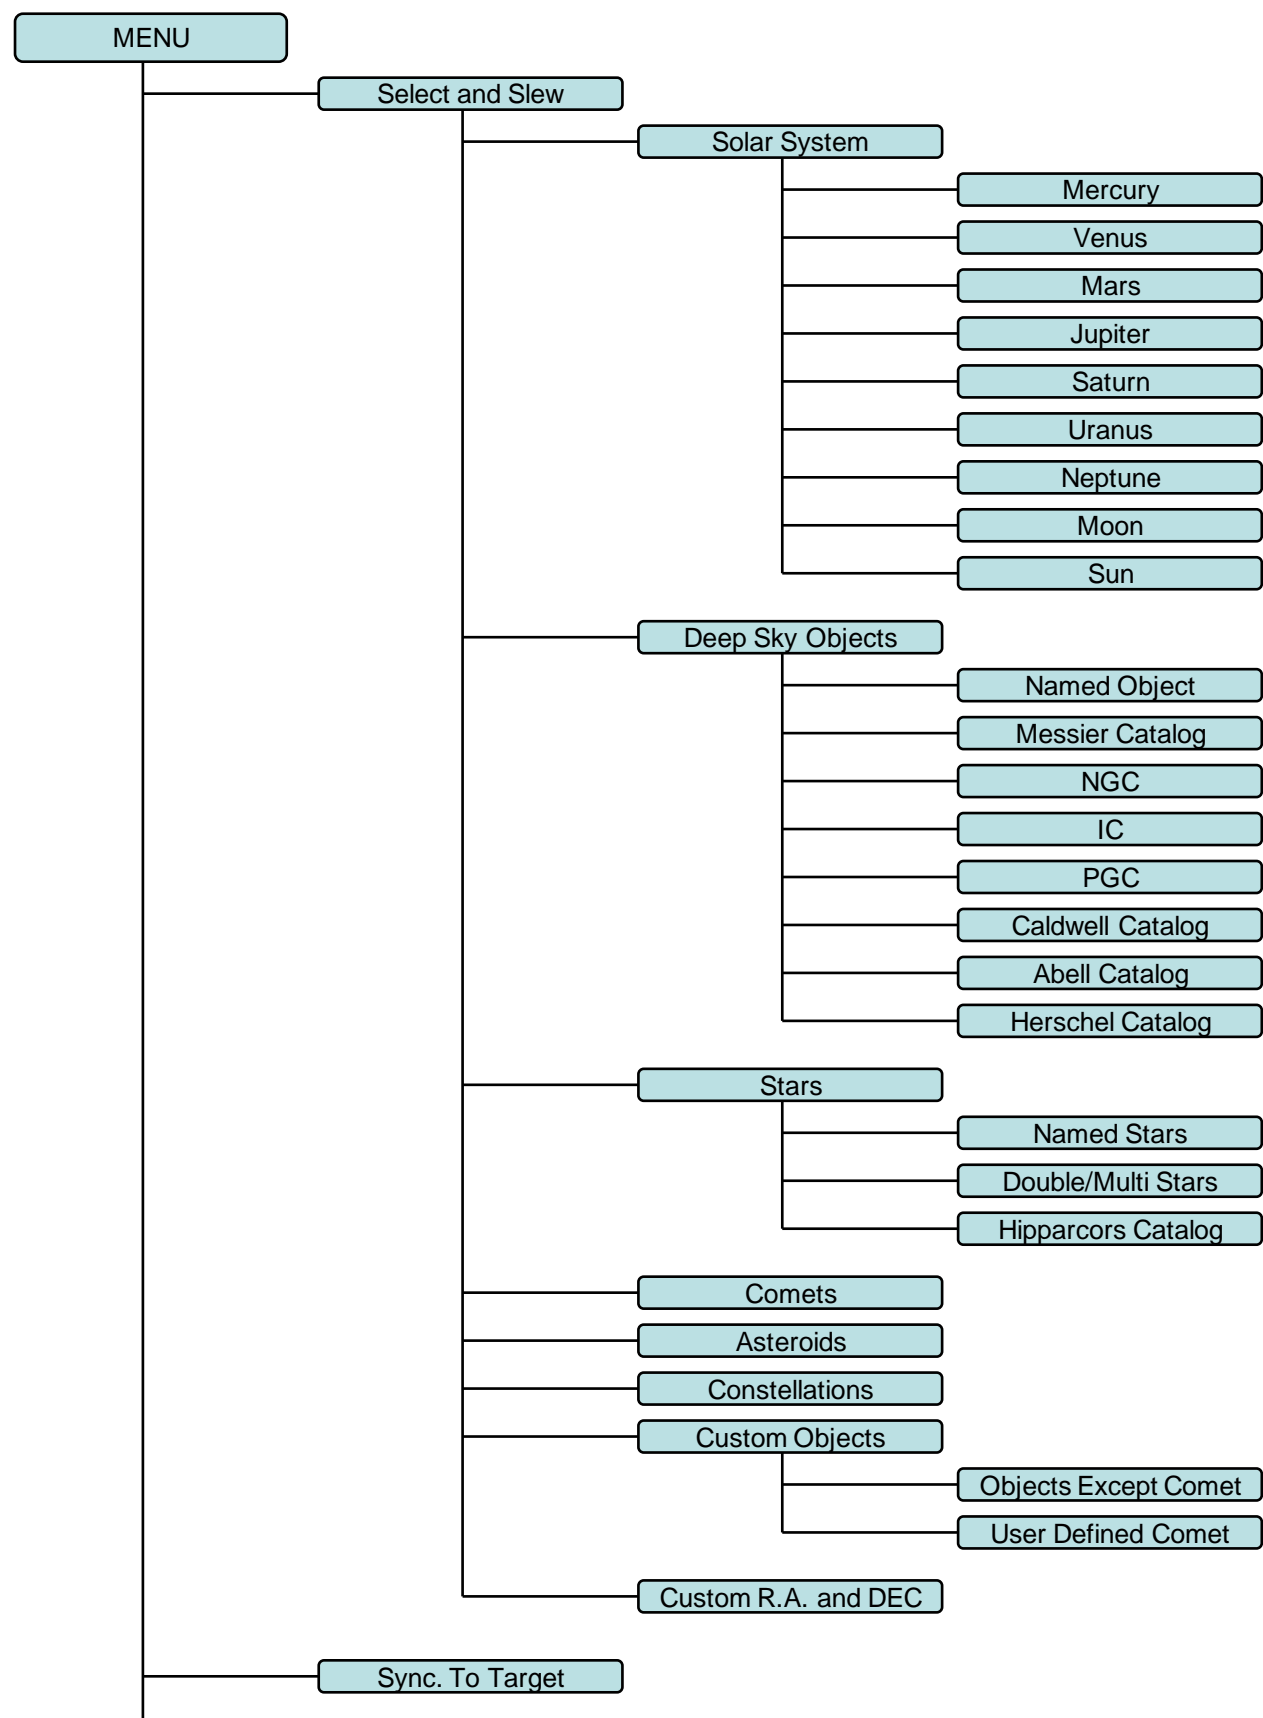 MENU
Select and Slew
Solar System
Mercury
Venus
Mars
Jupiter
Saturn
Uranus
Neptune
Moon
Sun
Deep Sky Objects
Named Object
Messier Catalog
NGC
IC
PGC
Caldwell Catalog
Abell Catalog
Herschel Catalog
Stars
Named Stars
Double/Multi Stars
Hipparcors Catalog
Comets
Asteroids
Constellations
Custom Objects
Objects Except Comet
User Defined Comet
Custom R.A. and DEC
Sync. To Target